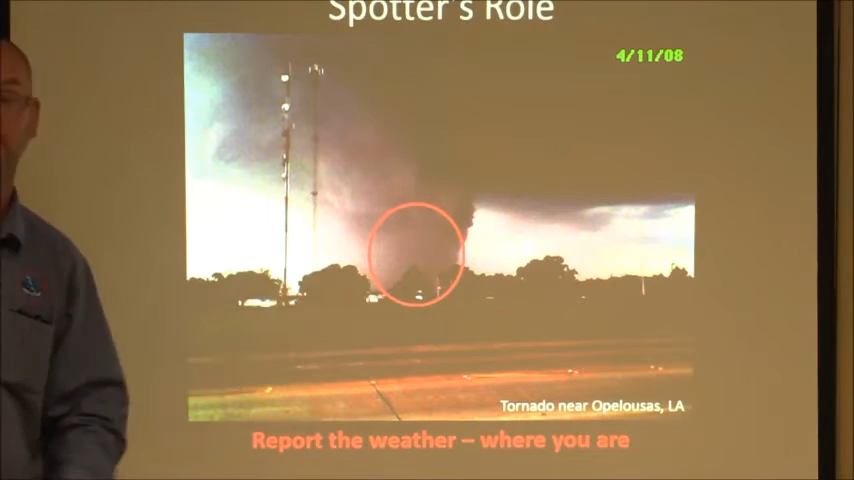 Spotter's Role
4/11/08
Tornado near Opelousas, LA
Report the weather – where you are